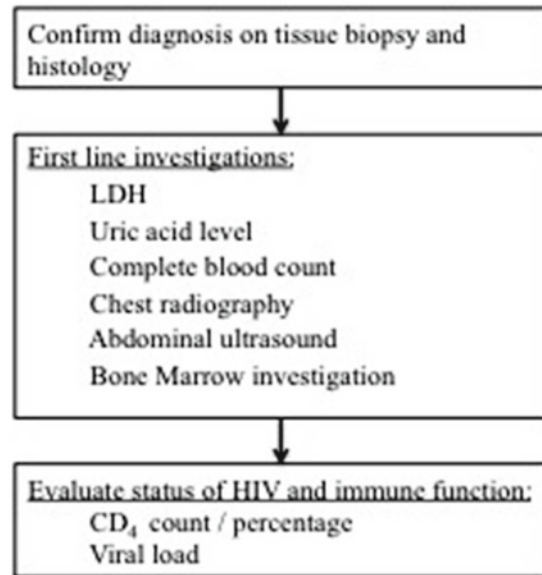 Confirm diagnosis on tissue biopsy and
histology
First line investigations:
LDH
Uric acid level
Complete blood count
Chest radiography
Abdominal ultrasound
Bone Marrow investigation
Evaluate status of HIV and immune function:
CD₄ count / percentage
Viral load